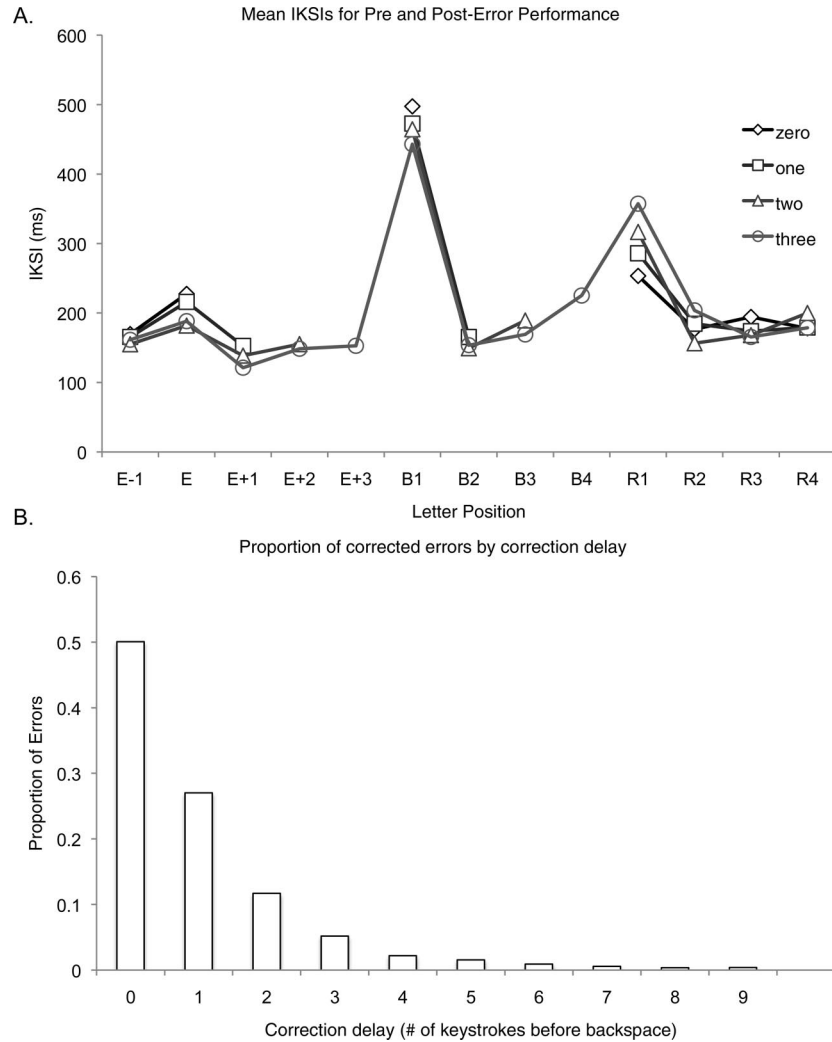 A.
Mean IKSIs for Pre and Post-Error Performance
600
500
400
300
200
100
0
IKSI (ms)
zero
one
two
three
E-1 E E+1 E+2 E+3 B1 B2 B3 B4 R1 R2 R3 R4
Letter Position
B.
Proportion of corrected errors by correction delay
0.6
0.5
0.4
0.3
0.2
0.1
0
Proportion of Errors
0 1 2 3 4 5 6 7 8 9
Correction delay (# of keystrokes before backspace)